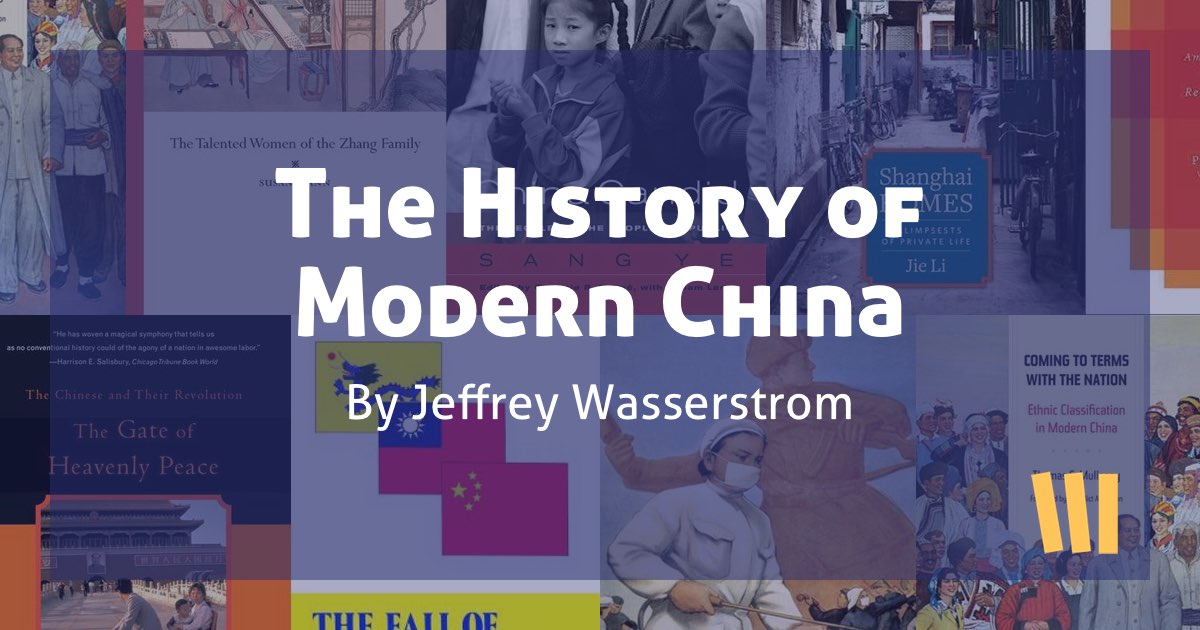 The Talented Women of the Zhang Family
THE HISTORY OF
MODERN CHINA
By Jeffrey Wasserstrom
SANG YE
Shanghai
HOMES
OF PRIVATE LIFE
Jie Li
"He has woven a magical symphony that tells us
as no conventional history could of the agony of a nation in awesome labor."
—Harrison E. Salisbury, Chicago Tribune Book World
The Chinese and Their Revolution
The Gate of
Heavenly Peace
COMING TO TERMS
WITH THE NATION
Ethnic Classification
in Modern China
THE FALL OF